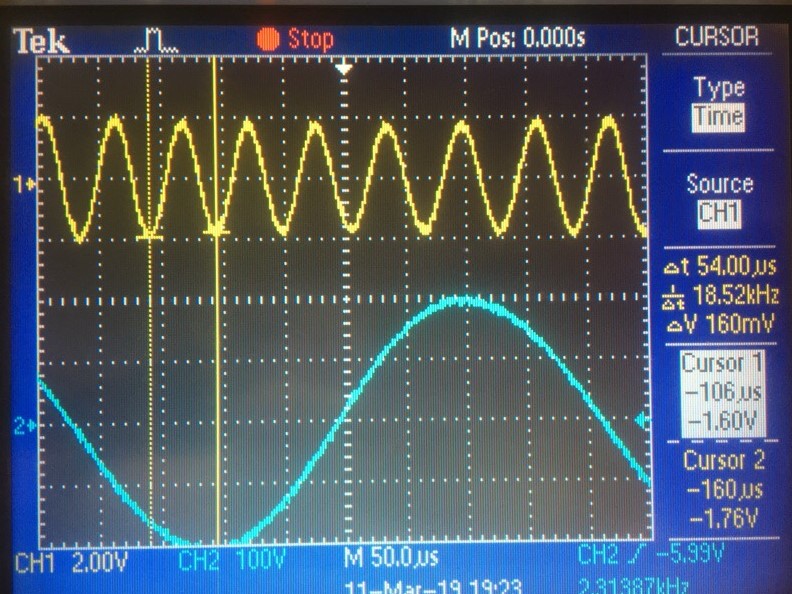 Tek Stop M Pos: 0.000s CURSOR
Type
Time
1
Source
CH1
Δt 54.00µs
1/Δt 18.52kHz
ΔV 160mV
Cursor 1
-106µs
-1.60V
2
Cursor 2
-160µs
-1.76V
CH1 2.00V CH2 100V M 50.0µs CH2 / -5.99V
11-Mar-19 19:23 2.31387kHz